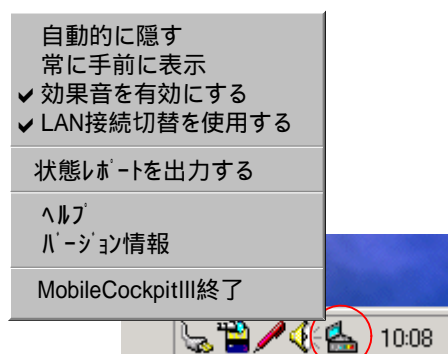 自動的に隠す
常に手前に表示
効果音を有効にする
LAN接続切替を使用する
状態ﾚﾎﾟｰﾄを出力する
ﾍﾙﾌﾟ
ﾊﾞｰｼﾞｮﾝ情報
MobileCockpitIII終了
10:08